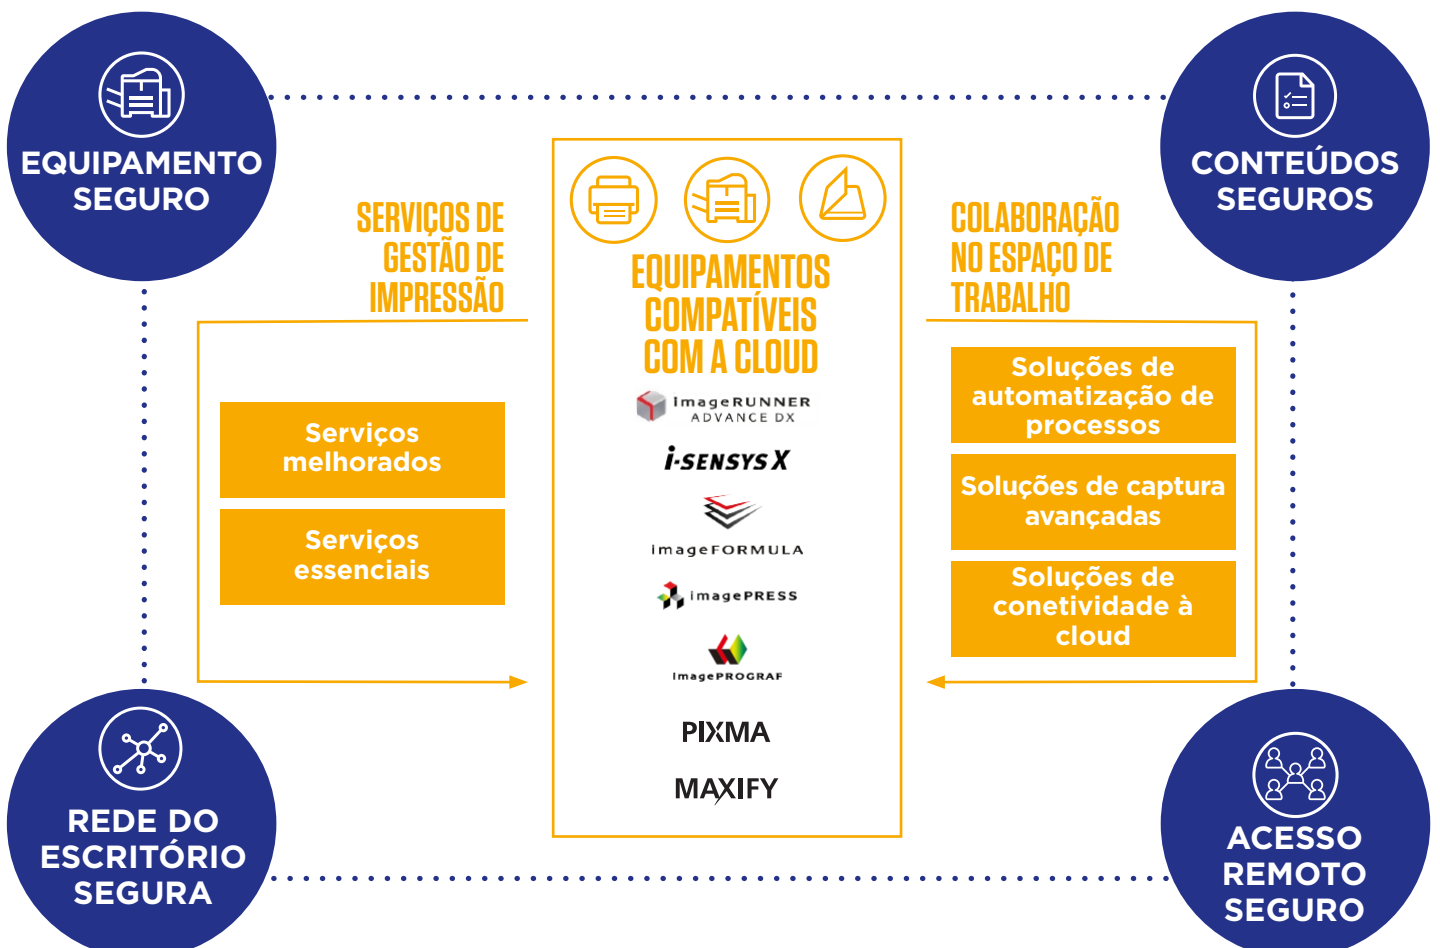 EQUIPAMENTO
SEGURO
CONTEÚDOS
SEGUROS
SERVIÇOS DE
GESTÃO DE
IMPRESSÃO
Serviços
melhorados
Serviços
essenciais
EQUIPAMENTOS
COMPATÍVEIS
COM A CLOUD
imageRUNNER
ADVANCE DX
i-SENSYS X
imageFORMULA
imagePRESS
imagePROGRAF
PIXMA
MAXIFY
COLABORAÇÃO
NO ESPAÇO DE
TRABALHO
Soluções de
automatização de
processos
Soluções de captura
avançadas
Soluções de
conetividade à
cloud
REDE DO
ESCRITÓRIO
SEGURA
ACESSO
REMOTO
SEGURO